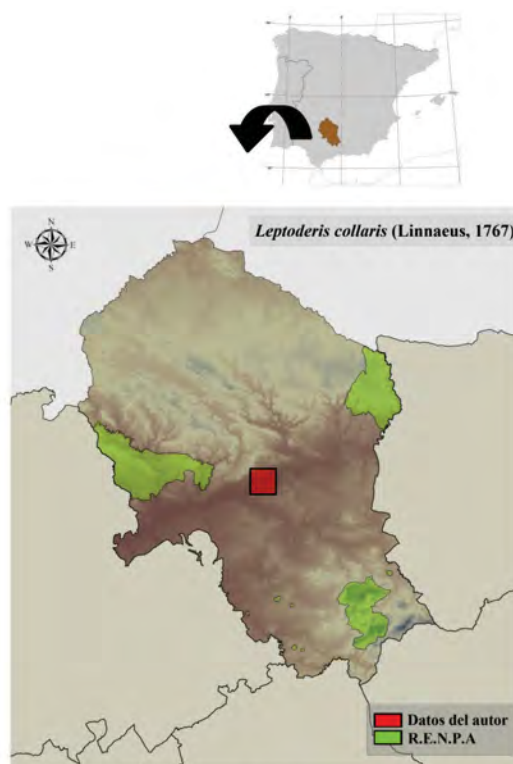 N
W E
S
Leptoderis collaris (Linnaeus, 1767)
Datos del autor
R.E.N.P.A